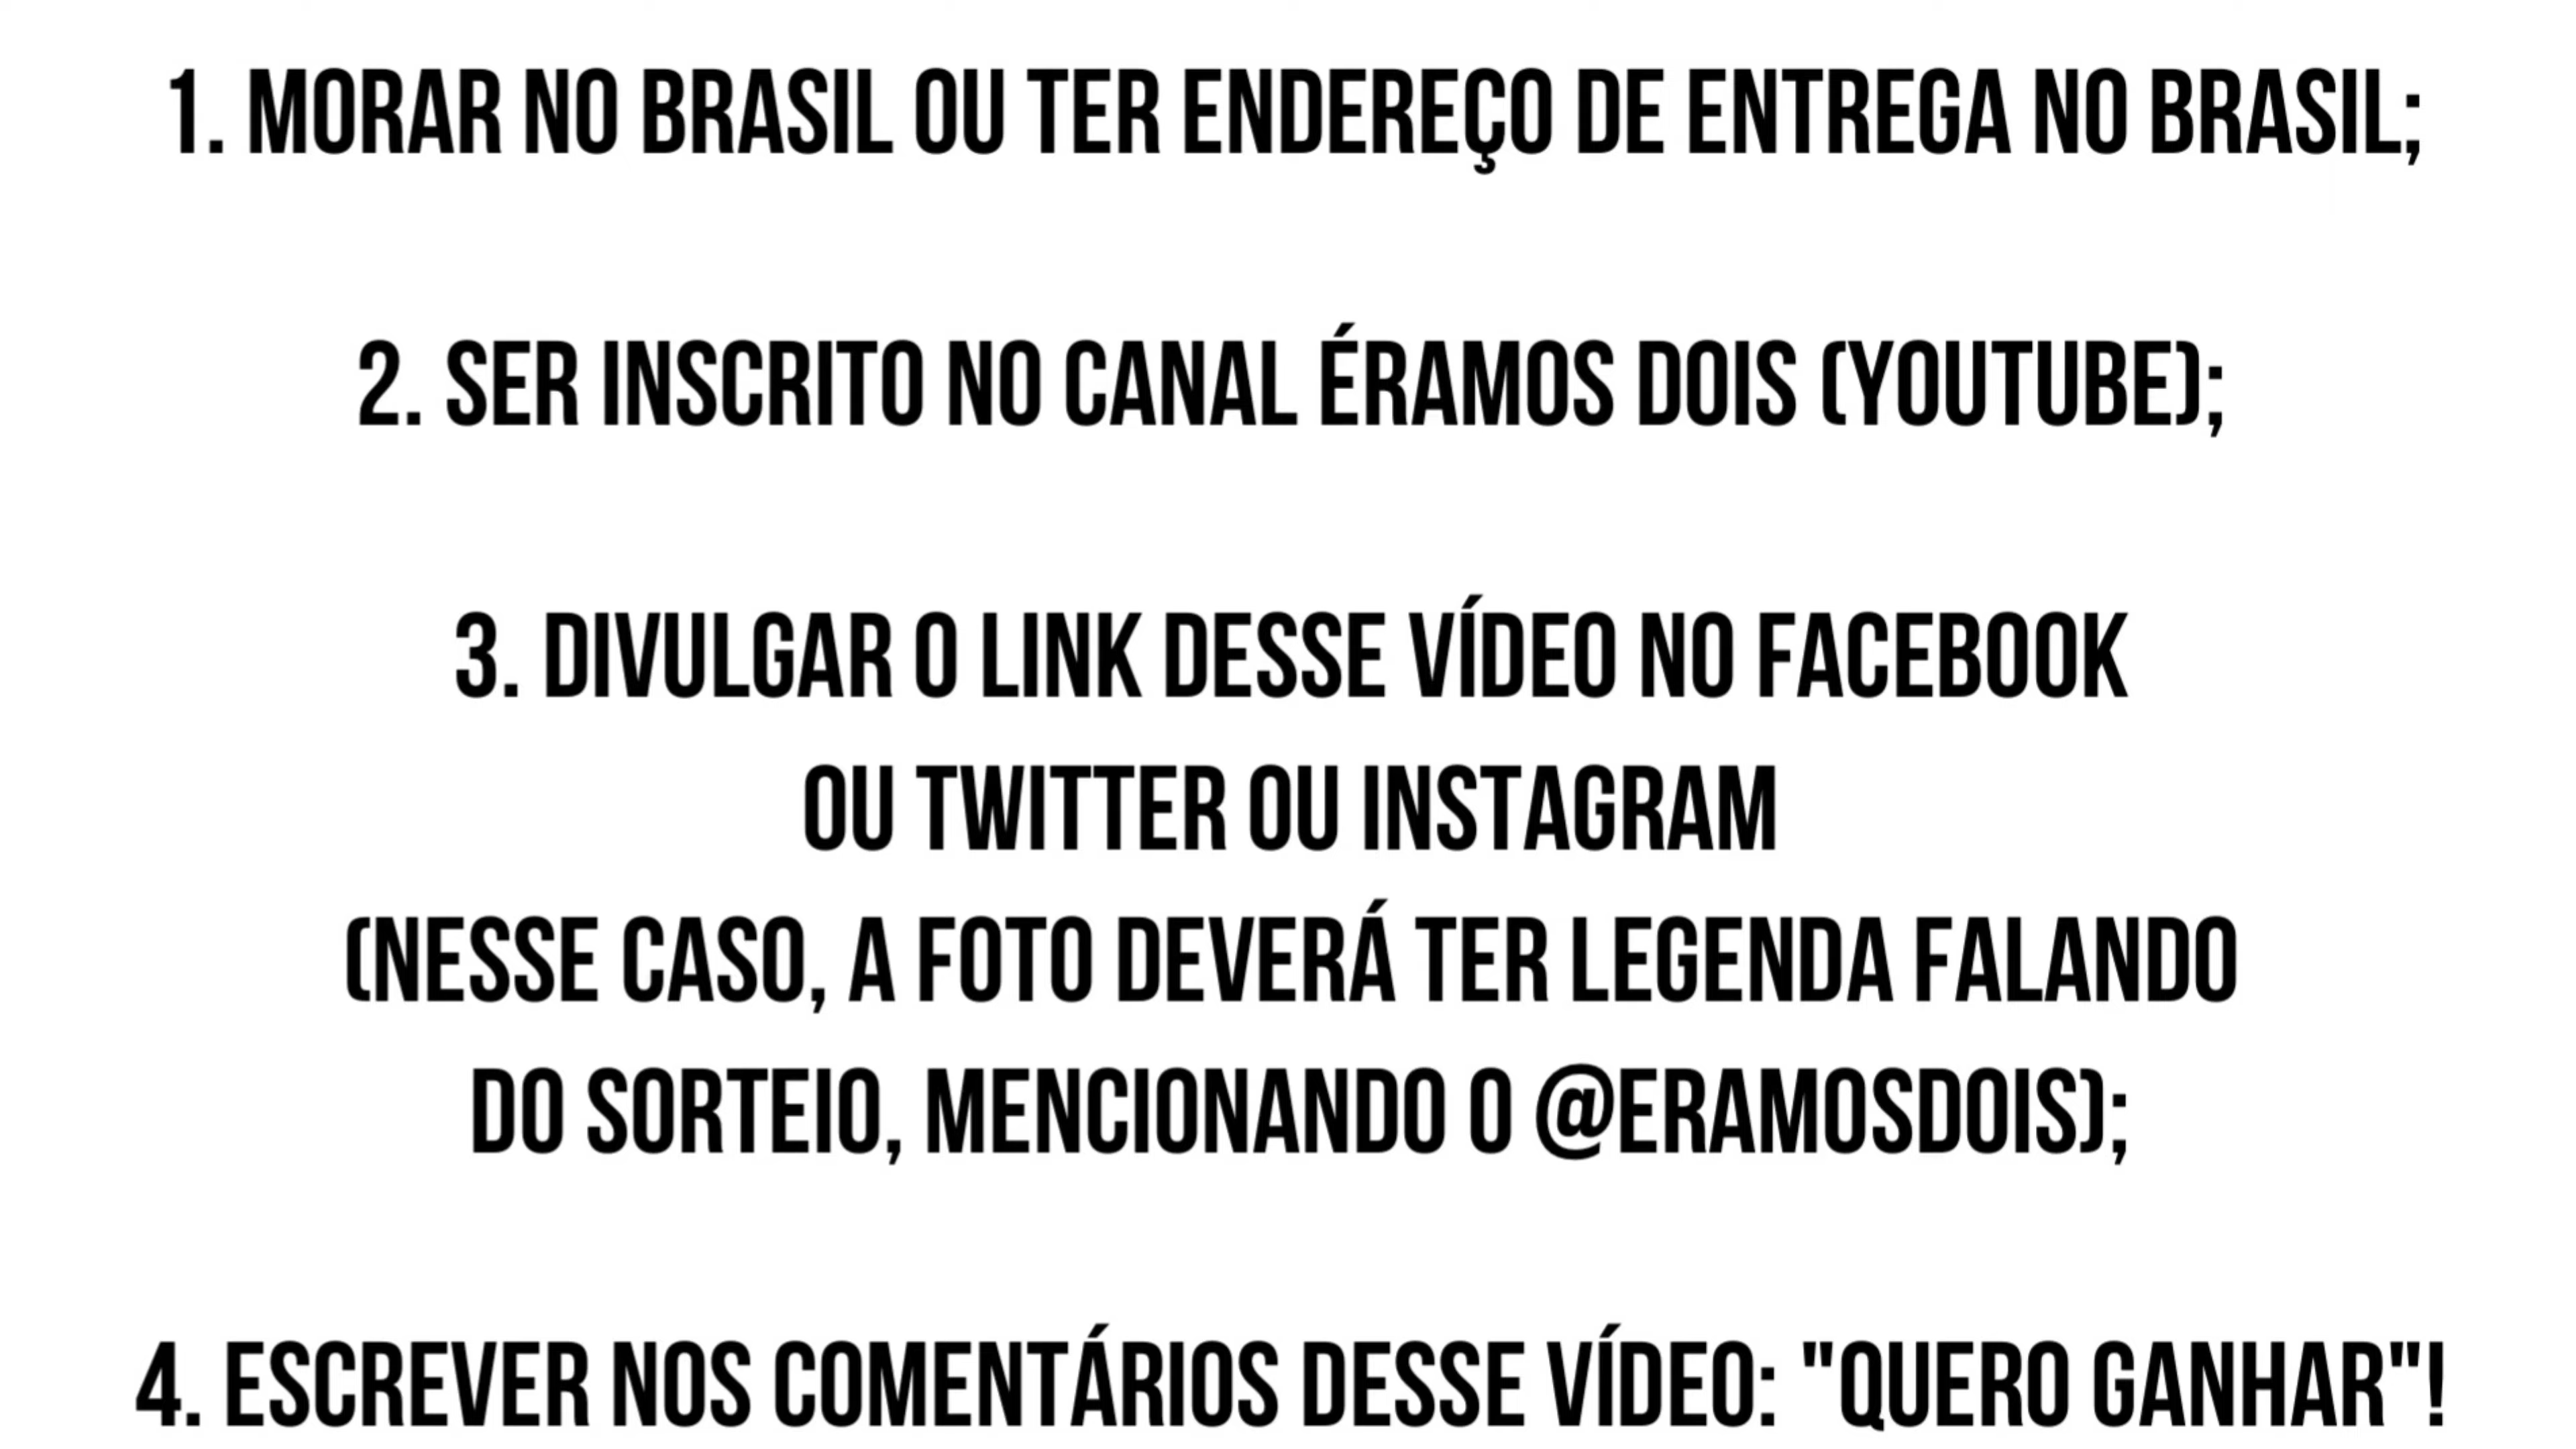 1. MORAR NO BRASIL OU TER ENDEREÇO DE ENTREGA NO BRASIL;
2. SER INSCRITO NO CANAL ÉRAMOS DOIS (YOUTUBE);
3. DIVULGAR O LINK DESSE VÍDEO NO FACEBOOK
OU TWITTER OU INSTAGRAM
(NESSE CASO, A FOTO DEVERÁ TER LEGENDA FALANDO
DO SORTEIO, MENCIONANDO O @ERAMOSDOIS);
4. ESCREVER NOS COMENTÁRIOS DESSE VÍDEO: "QUERO GANHAR"!